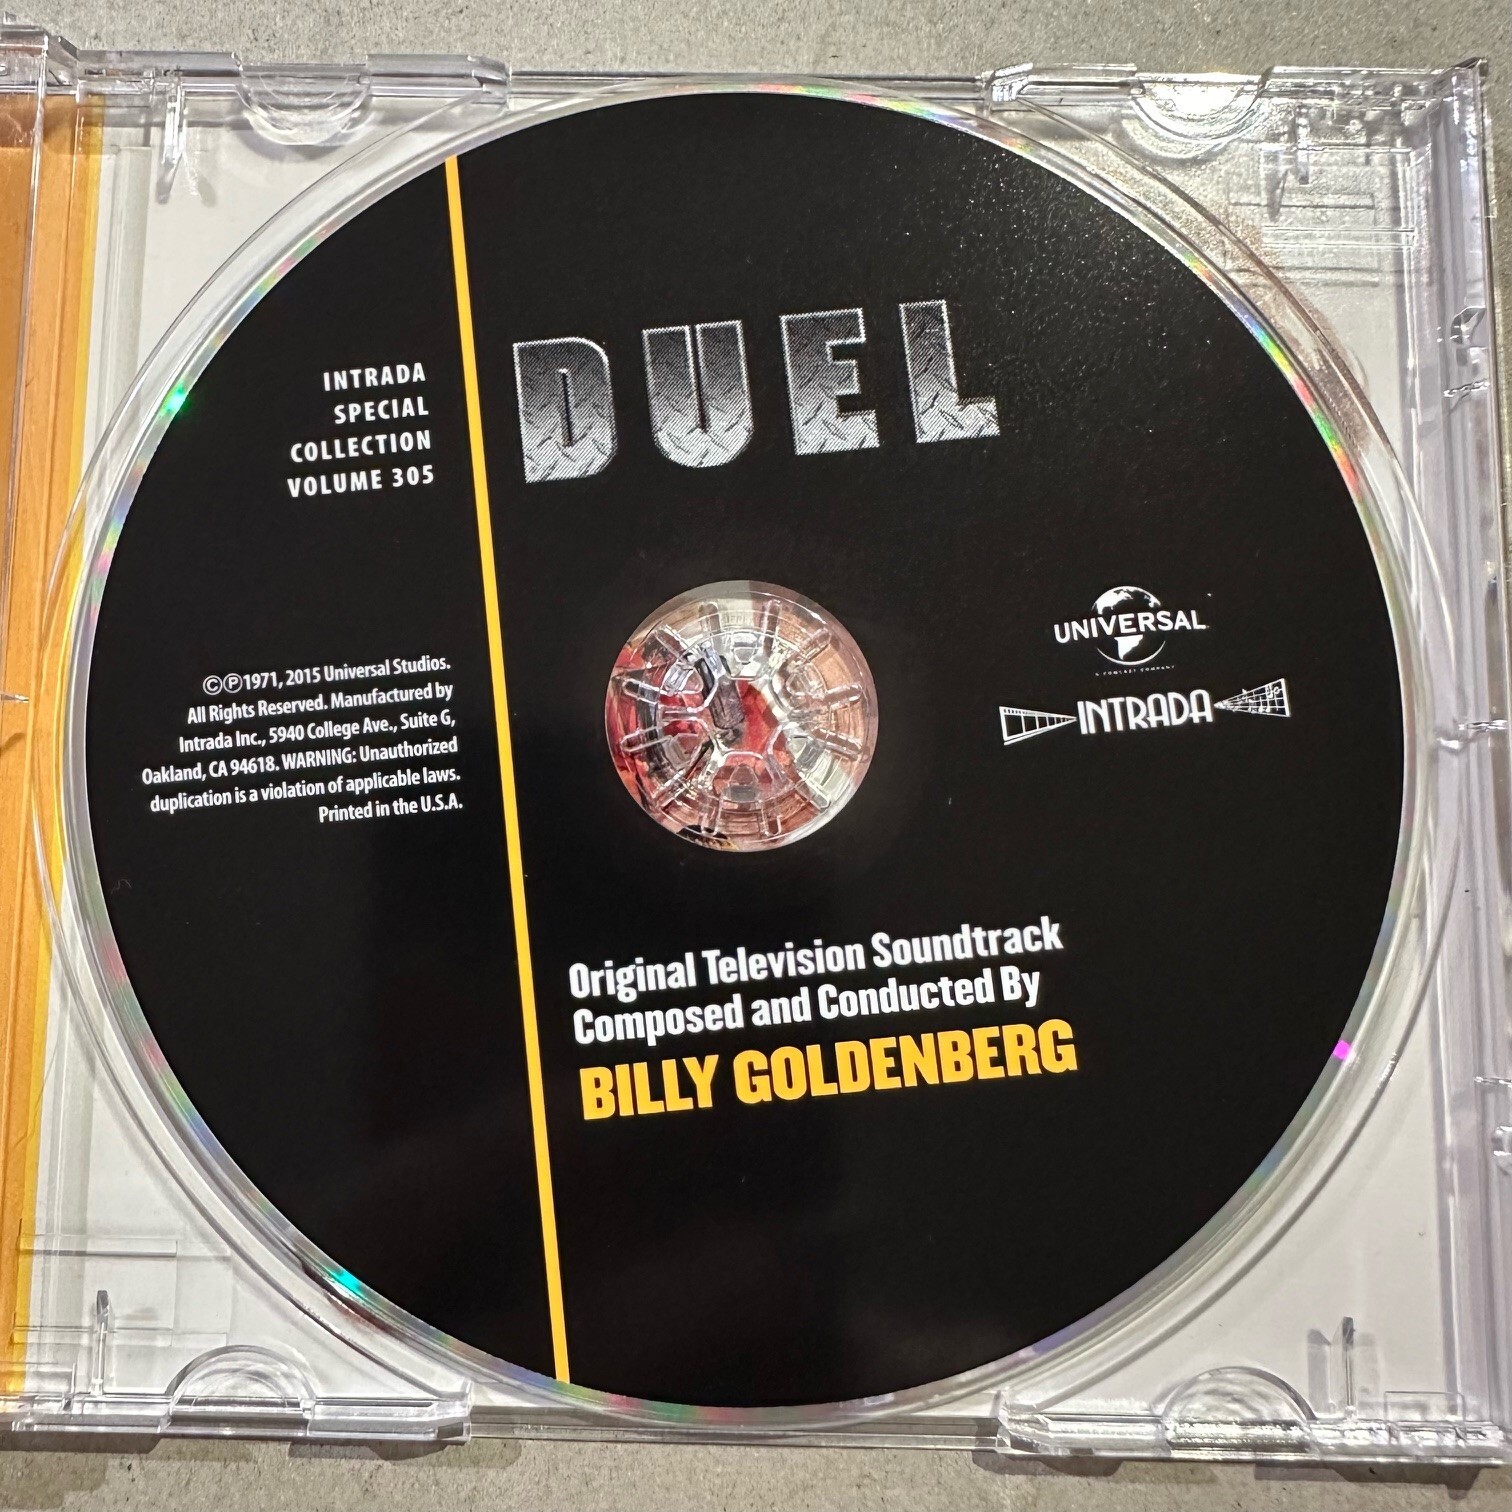 INTRADA
SPECIAL
COLLECTION
VOLUME 305
DUEL
©℗1971, 2015 Universal Studios.
All Rights Reserved. Manufactured by
Intrada Inc., 5940 College Ave., Suite G,
Oakland, CA 94618. WARNING: Unauthorized
duplication is a violation of applicable laws.
Printed in the U.S.A.
UNIVERSAL
A COMCAST COMPANY
INTRADA
Original Television Soundtrack
Composed and Conducted By
BILLY GOLDENBERG